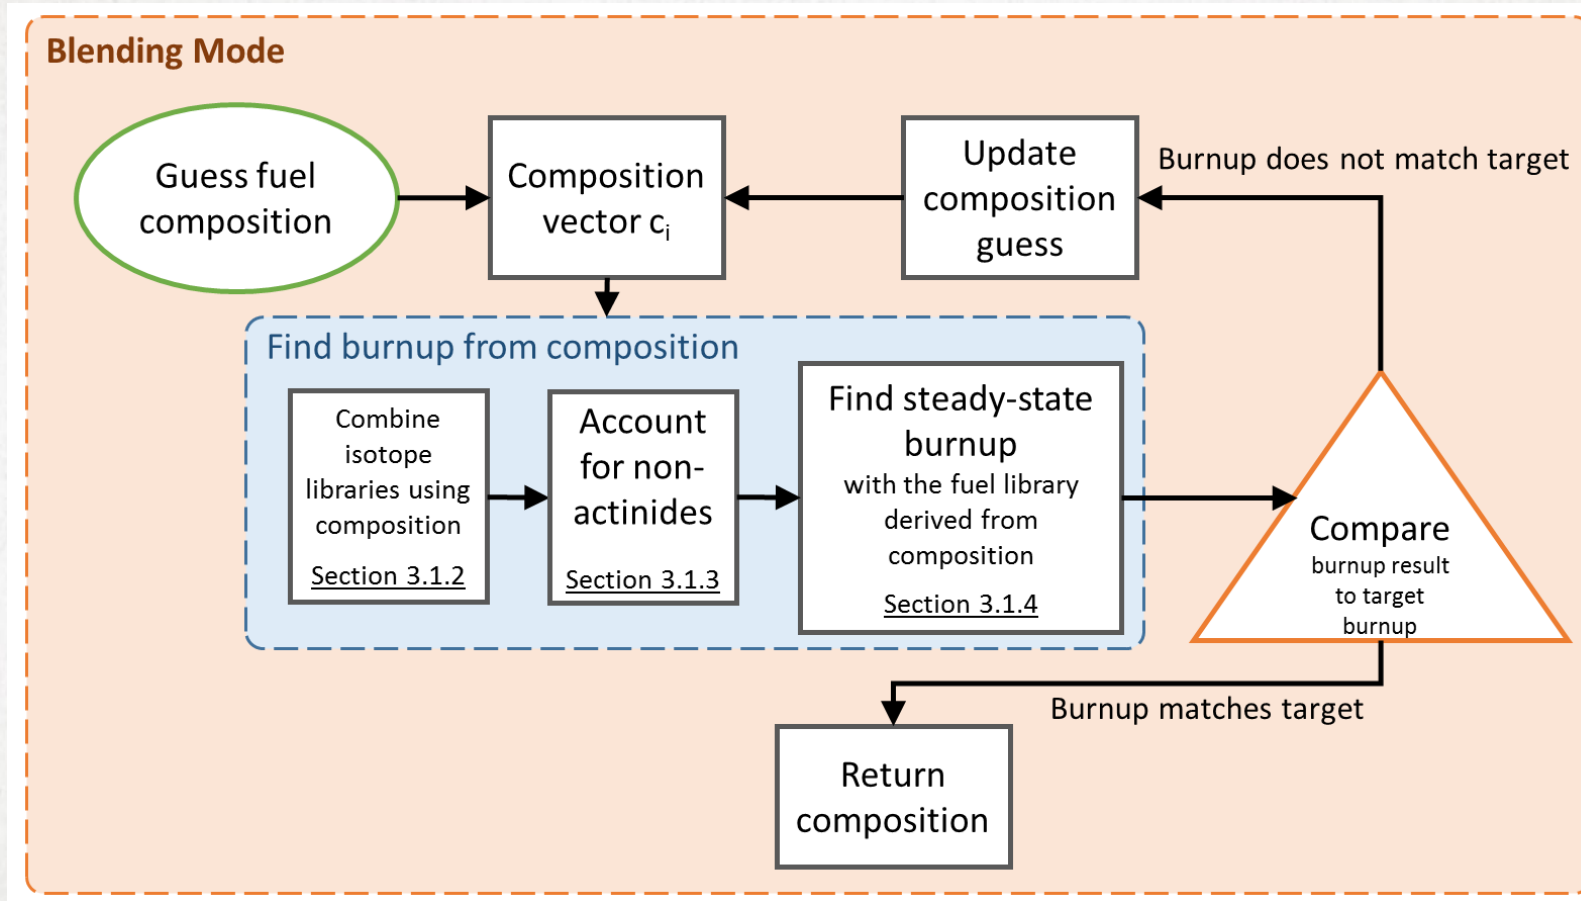 Blending Mode
Guess fuel
composition
Composition
vector cᵢ
Update
composition
guess
Burnup does not match target
Find burnup from composition
Combine
isotope
libraries using
composition
Section 3.1.2
Account
for non-
actinides
Section 3.1.3
Find steady-state
burnup
with the fuel library
derived from
composition
Section 3.1.4
Compare
burnup result
to target
burnup
Burnup matches target
Return
composition